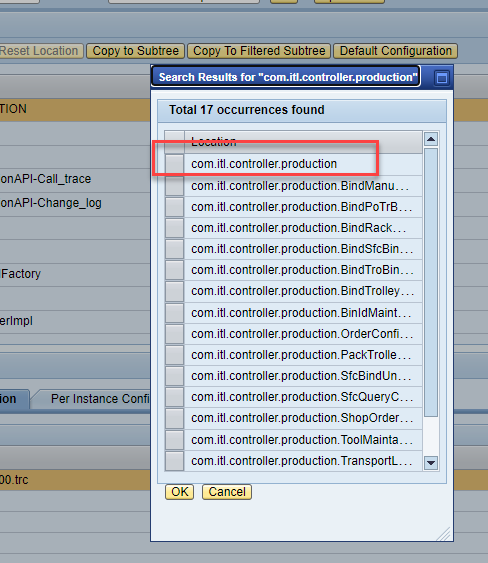 Reset Location Copy to Subtree Copy To Filtered Subtree Default Configuration
Search Results for "com.itl.controller.production"
Total 17 occurrences found
TION
Location
com.itl.controller.production
onAPI-Call_trace
com.itl.controller.production.BindManu...
onAPI-Change_log
com.itl.controller.production.BindPoTrB...
com.itl.controller.production.BindRack...
com.itl.controller.production.BindSfcBin...
lFactory
com.itl.controller.production.BindTroBin...
com.itl.controller.production.BindTrolley...
erImpl
com.itl.controller.production.BinIdMaint...
com.itl.controller.production.OrderConfi...
com.itl.controller.production.PackTrolle...
com.itl.controller.production.SfcBindUn...
ion Per Instance Confi
com.itl.controller.production.SfcQueryC...
com.itl.controller.production.ShopOrder...
com.itl.controller.production.ToolMainta...
com.itl.controller.production.TransportL...
00.trc
OK Cancel